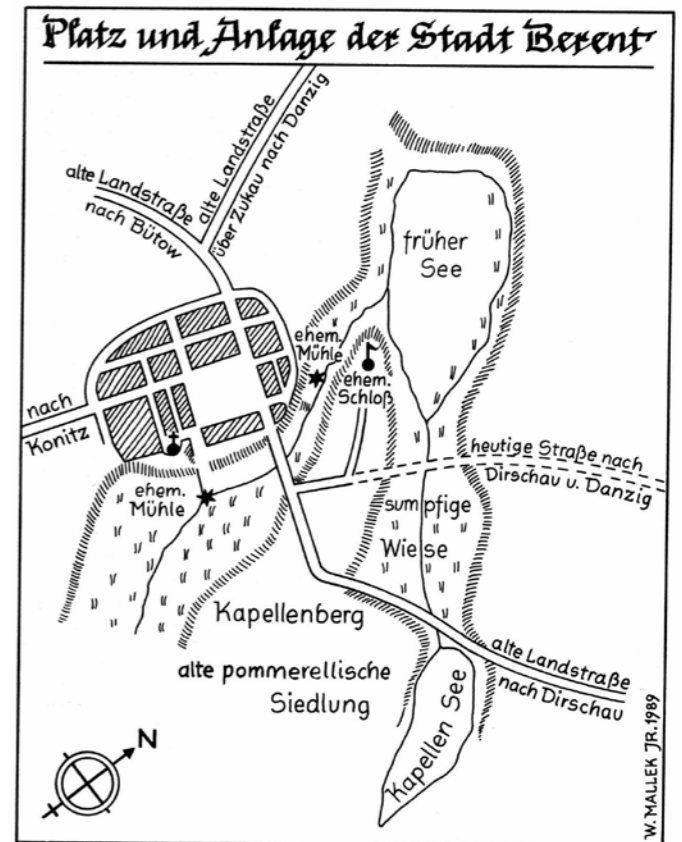 Platz und Anlage der Stadt Berent
alte Landstraße
über Zukau nach Danzig
alte Landstraße
nach Bütow
früher
See
ehem.
Mühle
ehem.
Schloß
nach
Konitz
heutige Straße nach
Dirschau u. Danzig
ehem.
Mühle
sumpfige
Wiese
Kapellenberg
alte pommerellische
Siedlung
alte Landstraße
nach Dirschau
Kapellen See
N
W. MALLEK JR. 1989